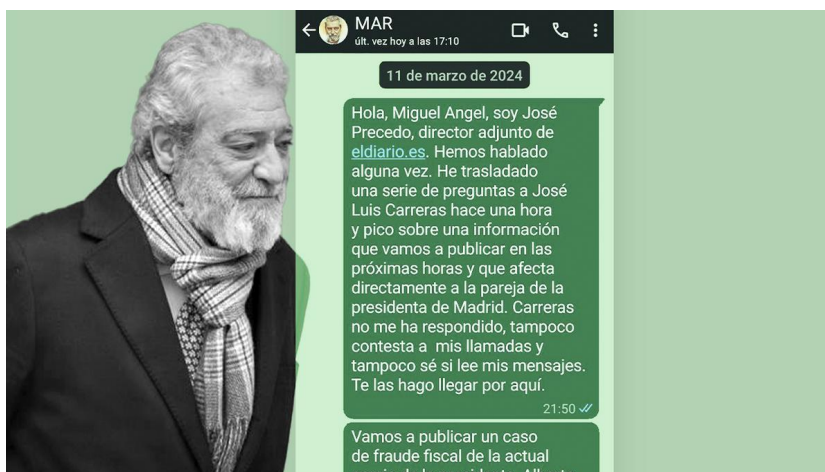 MAR
últ. vez hoy a las 17:10
11 de marzo de 2024
Hola, Miguel Angel, soy José
Precedo, director adjunto de
eldiario.es. Hemos hablado
alguna vez. He trasladado
una serie de preguntas a José
Luis Carreras hace una hora
y pico sobre una información
que vamos a publicar en las
próximas horas y que afecta
directamente a la pareja de la
presidenta de Madrid. Carreras
no me ha respondido, tampoco
contesta a mis llamadas y
tampoco sé si lee mis mensajes.
Te las hago llegar por aquí.
21:50
Vamos a publicar un caso
de fraude fiscal de la actual